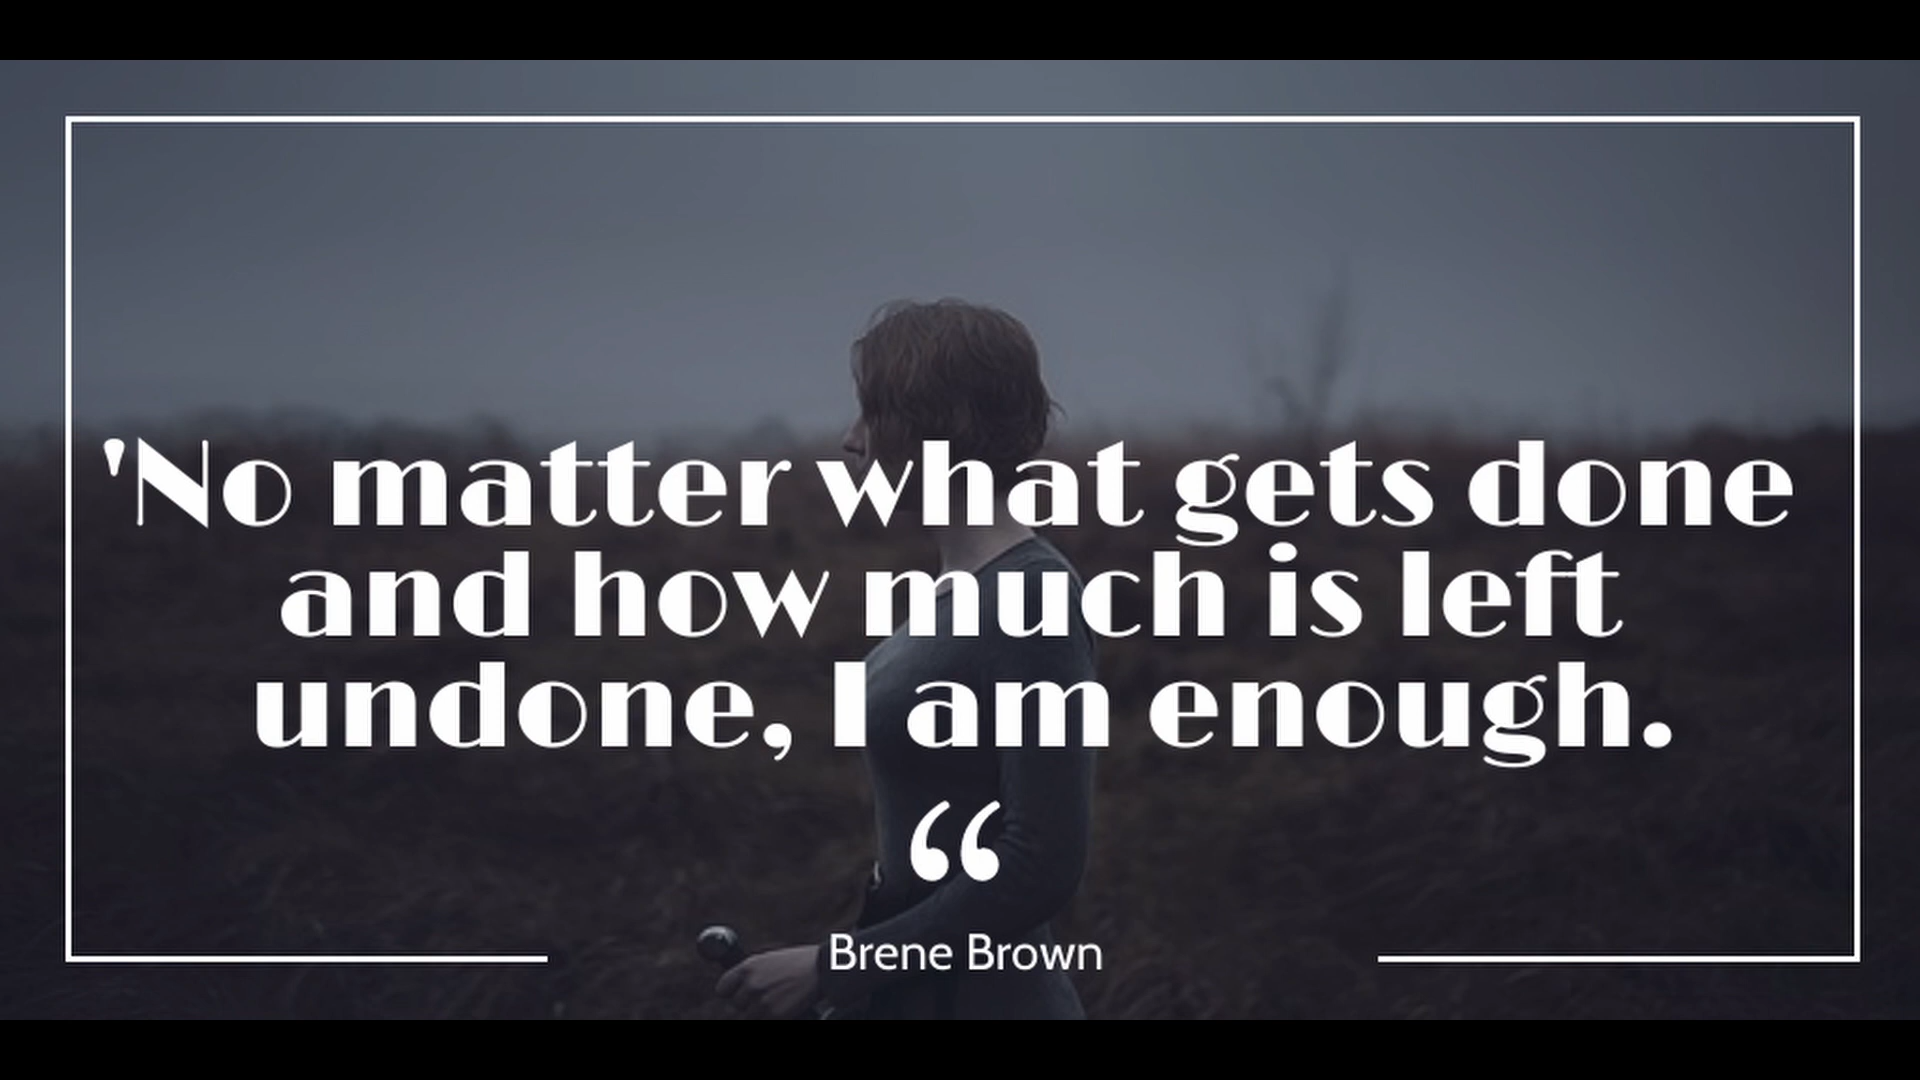 'No matter what gets done
and how much is left
undone, I am enough.
“
Brene Brown